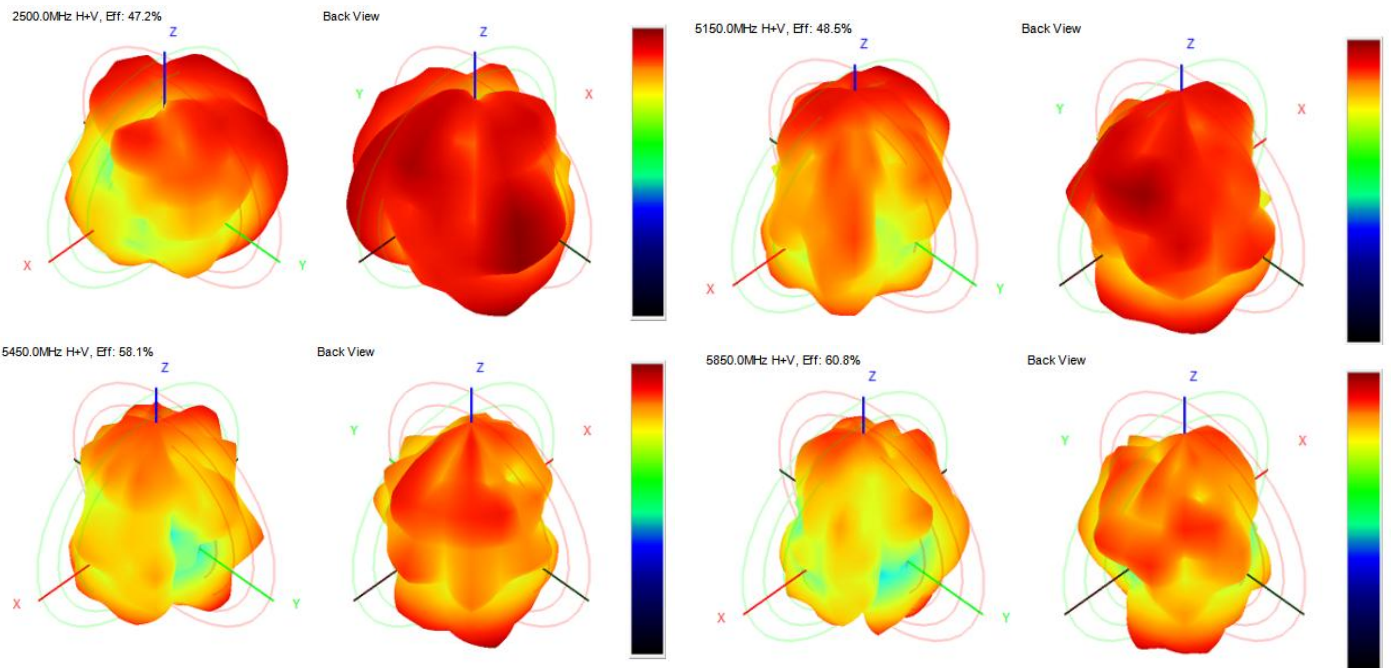 2500.0MHz H+V, Eff: 47.2%
Back View
Z
Z
Y
X
X
Y
5150.0MHz H+V, Eff: 48.5%
Back View
Z
Z
Y
X
X
Y
5450.0MHz H+V, Eff: 58.1%
Back View
Z
Z
Y
X
X
Y
5850.0MHz H+V, Eff: 60.8%
Back View
Z
Z
Y
X
X
Y